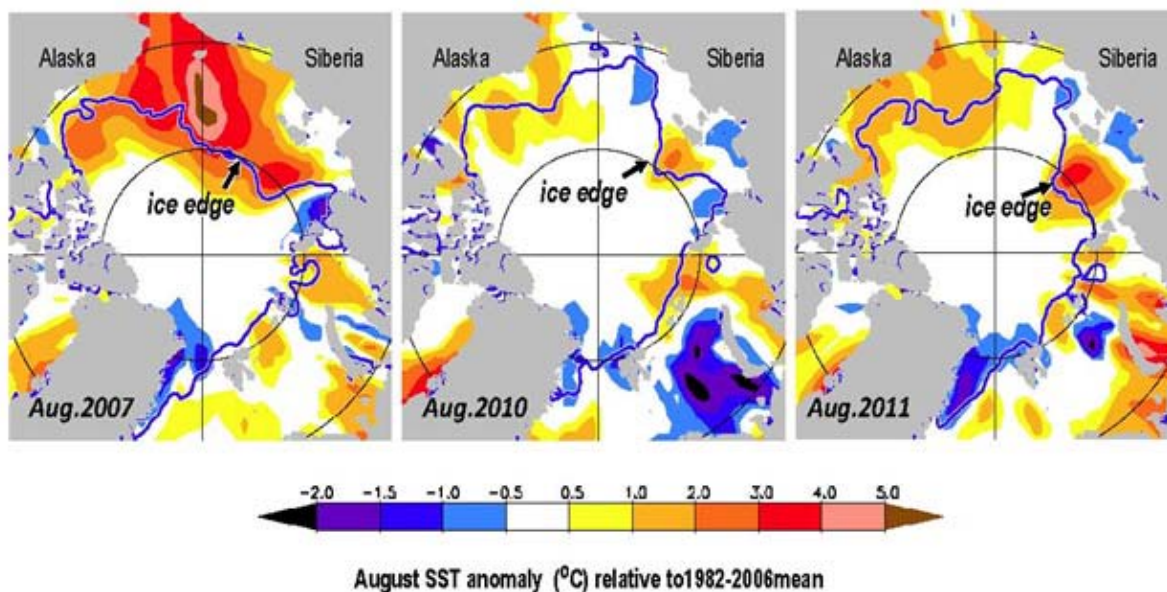 Alaska Siberia
ice edge
Aug.2007
Alaska Siberia
ice edge
Aug.2010
Alaska Siberia
ice edge
Aug.2011
-2.0 -1.5 -1.0 -0.5 0.5 1.0 2.0 3.0 4.0 5.0
August SST anomaly (°C) relative to1982-2006mean